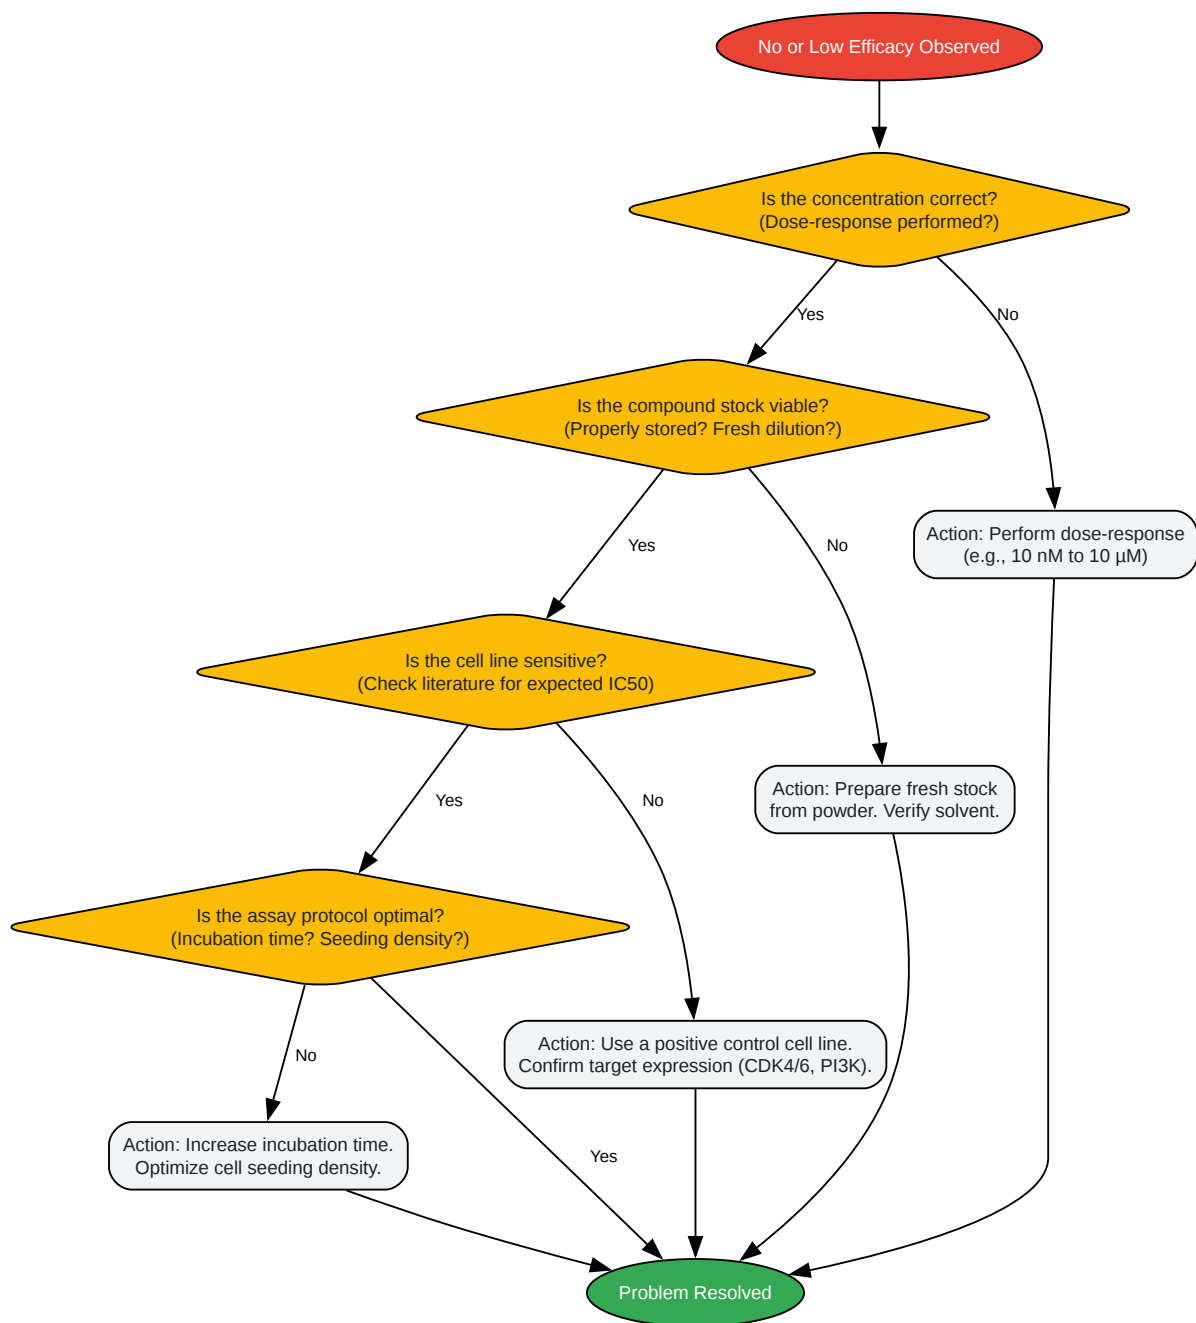 No or Low Efficacy Observed
Is the concentration correct?
(Dose-response performed?)
Yes
No
Is the compound stock viable?
(Properly stored? Fresh dilution?)
Yes
No
Action: Perform dose-response
(e.g., 10 nM to 10 µM)
Is the cell line sensitive?
(Check literature for expected IC50)
Yes
No
Action: Prepare fresh stock
from powder. Verify solvent.
Is the assay protocol optimal?
(Incubation time? Seeding density?)
No
Yes
Action: Use a positive control cell line.
Confirm target expression (CDK4/6, PI3K).
Action: Increase incubation time.
Optimize cell seeding density.
Problem Resolved